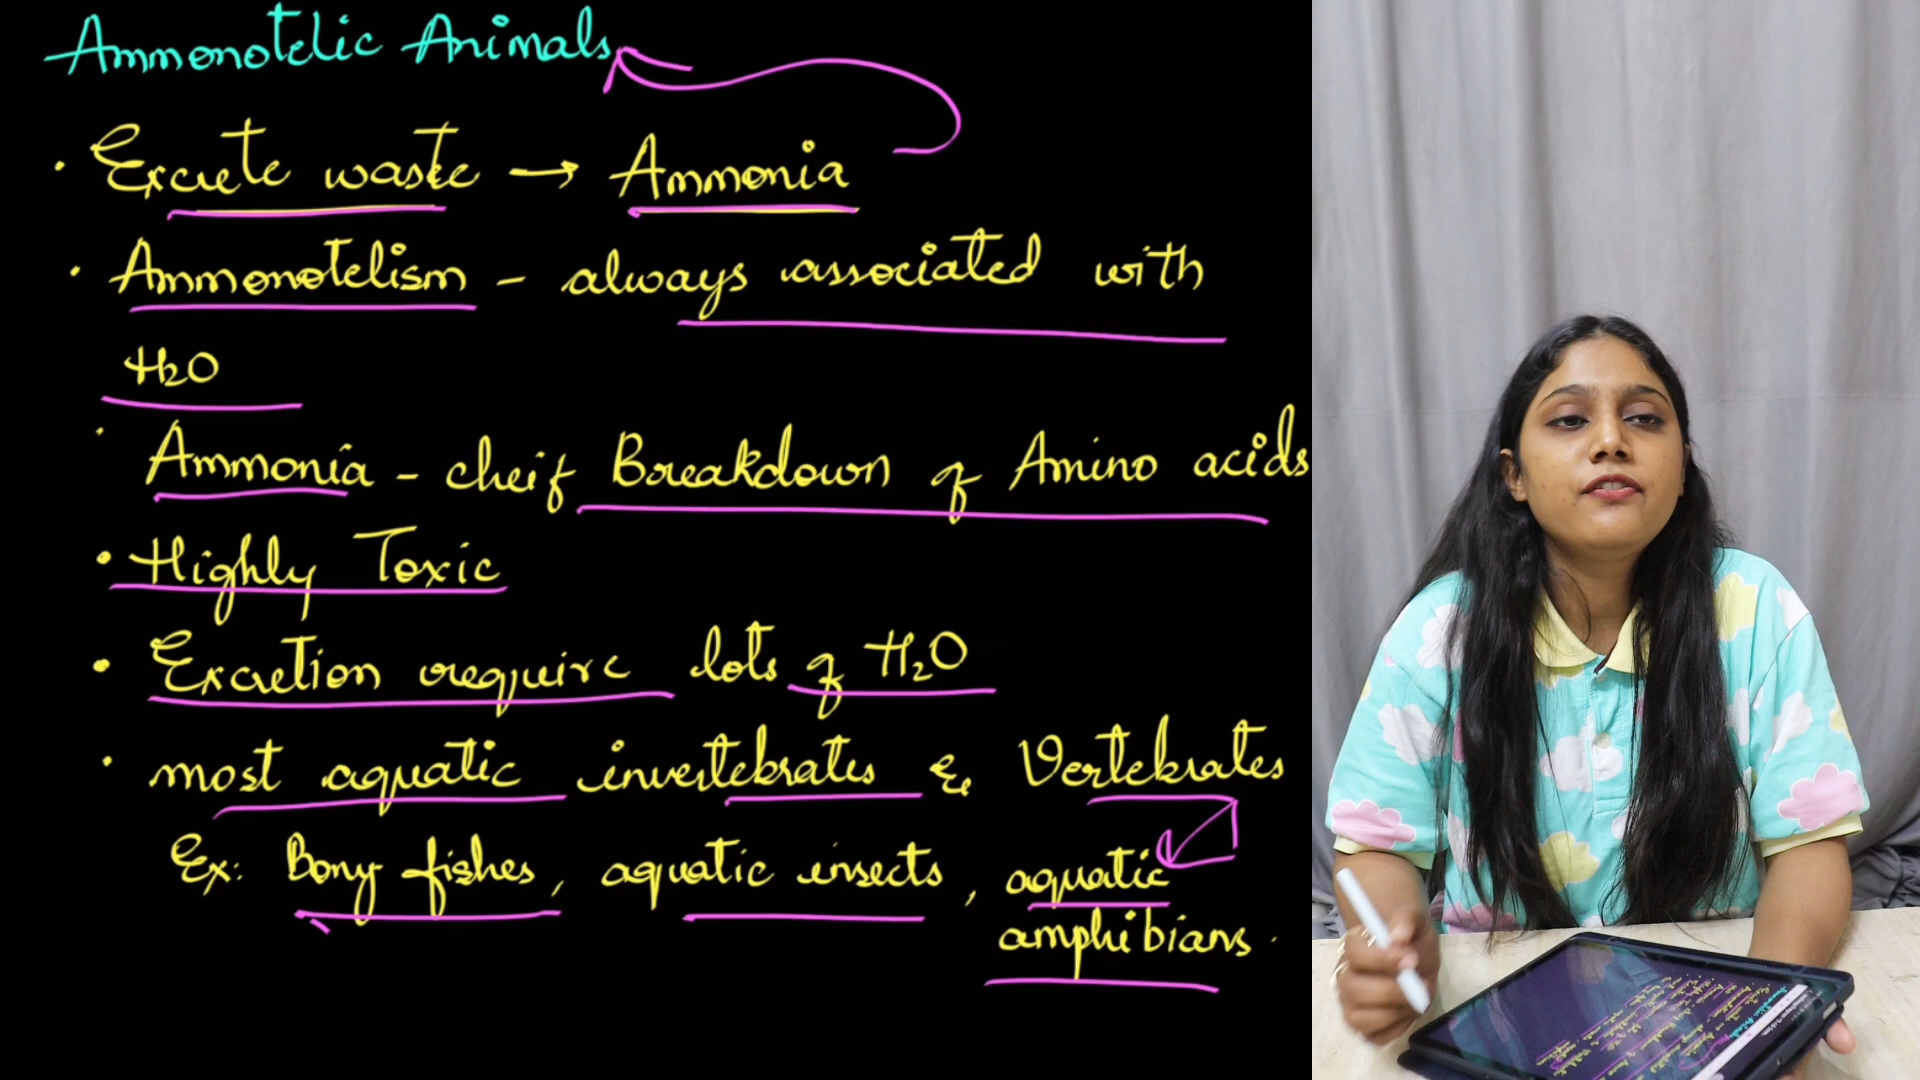 Ammonotelic Animals
· Excrete waste → Ammonia
· Ammonotelism - always associated with
H2O
· Ammonia - cheif Breakdown of Amino acids
• Highly Toxic
• Excretion require lots of H2O
· most aquatic invertebrates & Vertebrates
Ex: Bony fishes, aquatic insects, aquatic
amphibians.